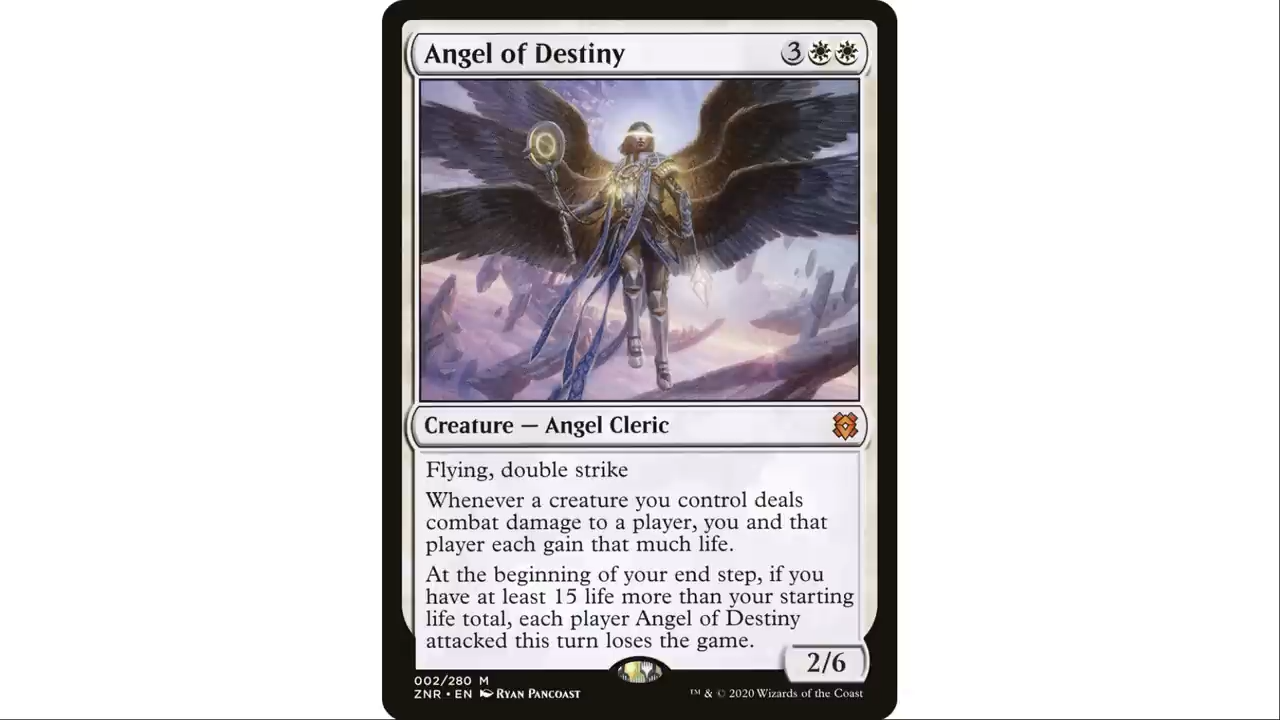 Angel of Destiny 3
Creature — Angel Cleric
Flying, double strike
Whenever a creature you control deals
combat damage to a player, you and that
player each gain that much life.
At the beginning of your end step, if you
have at least 15 life more than your starting
life total, each player Angel of Destiny
attacked this turn loses the game.
2/6
002/280 M
ZNR • EN Ryan Pancoast ™ & © 2020 Wizards of the Coast